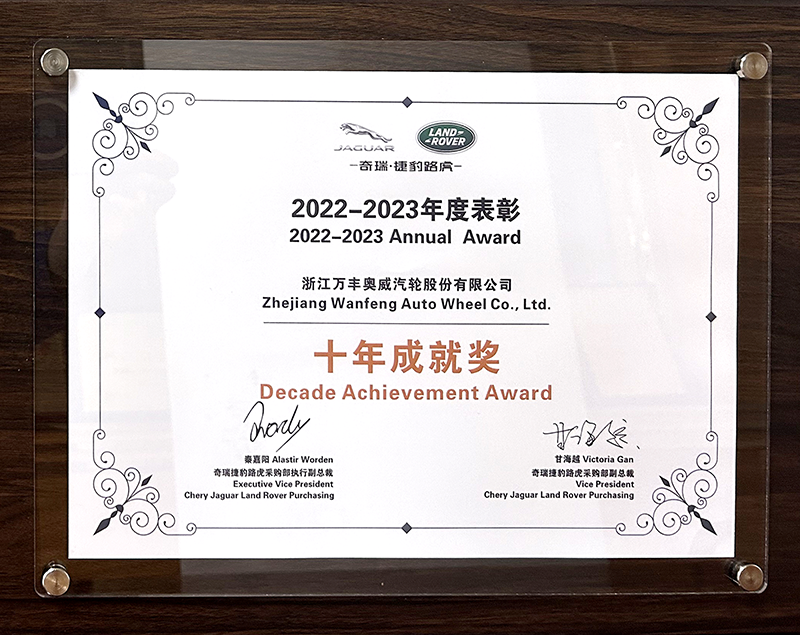 JAGUAR
LAND-
-ROVER
–奇瑞·捷豹路虎–
2022–2023年度表彰
2022–2023 Annual Award
浙江万丰奥威汽轮股份有限公司
Zhejiang Wanfeng Auto Wheel Co., Ltd.
十年成就奖
Decade Achievement Award
秦嘉阳 Alastir Worden
奇瑞捷豹路虎采购部执行副总裁
Executive Vice President
Chery Jaguar Land Rover Purchasing
甘海越 Victoria Gan
奇瑞捷豹路虎采购部副总裁
Vice President
Chery Jaguar Land Rover Purchasing